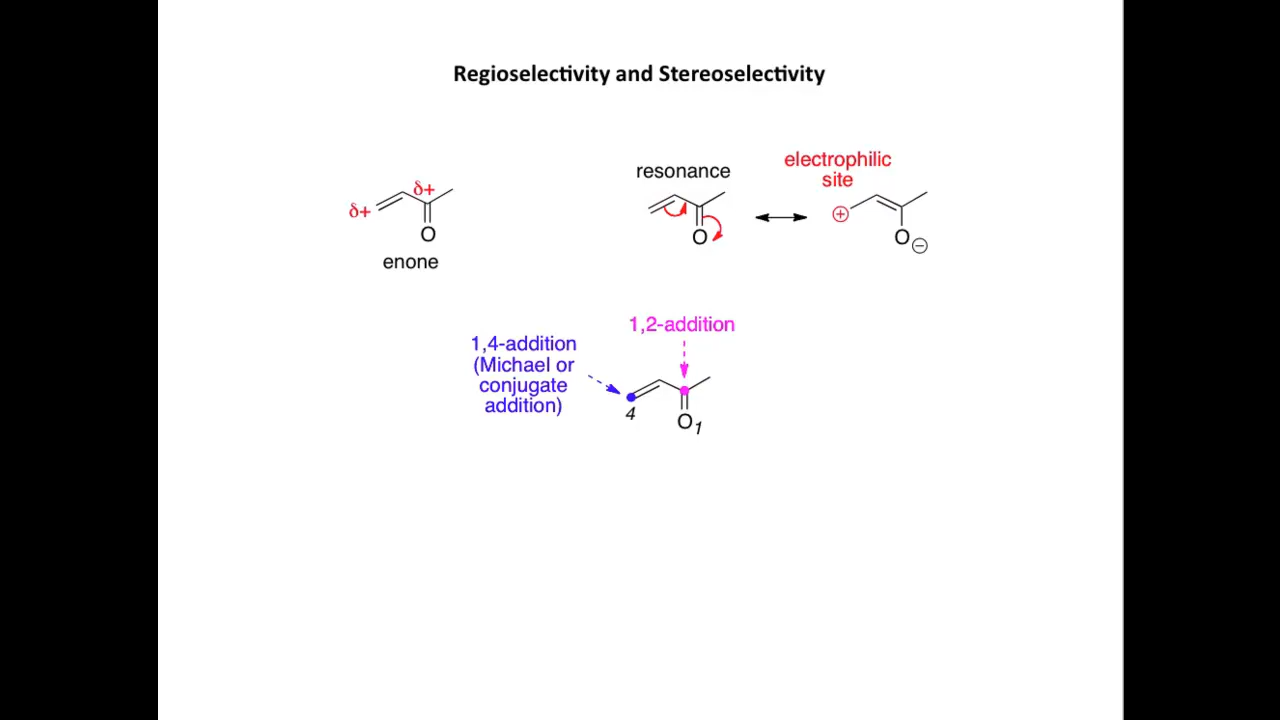 Regioselectivity and Stereoselectivity
electrophilic
site
resonance
δ+
δ+
O
enone
O
⊕
O
⊖
1,2-addition
1,4-addition
(Michael or
conjugate
addition)
4
O1